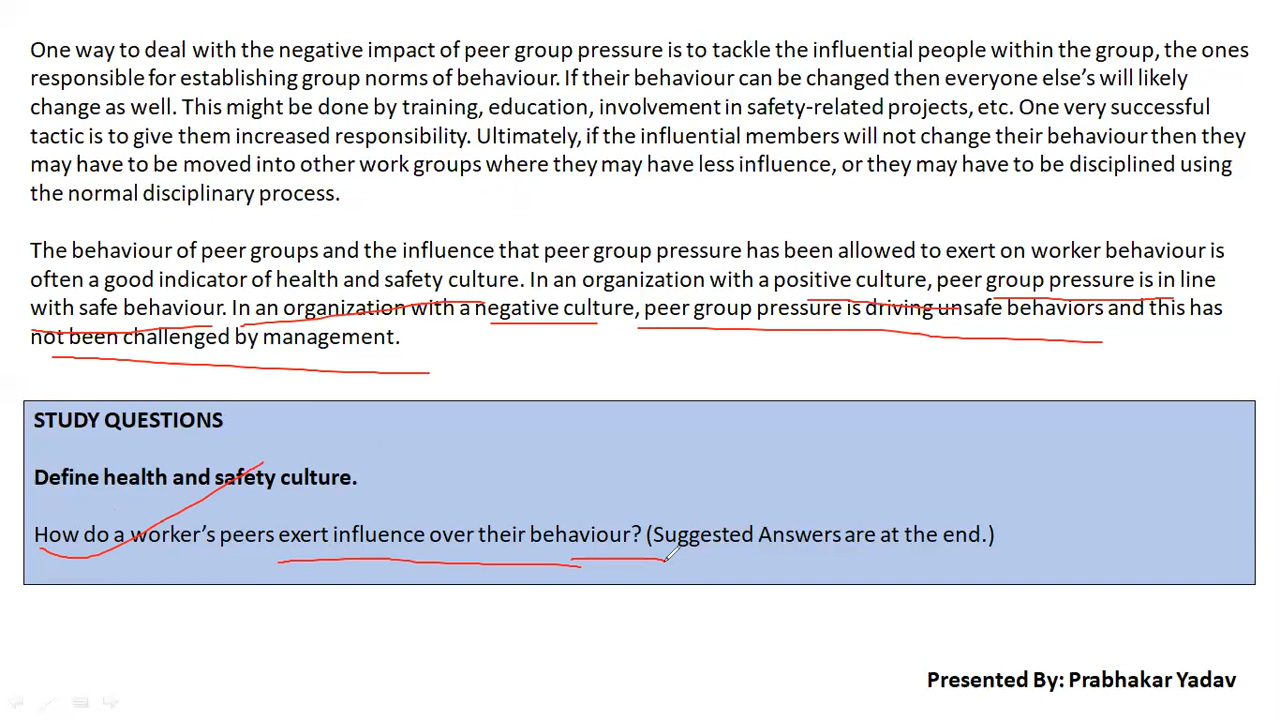 One way to deal with the negative impact of peer group pressure is to tackle the influential people within the group, the ones
responsible for establishing group norms of behaviour. If their behaviour can be changed then everyone else's will likely
change as well. This might be done by training, education, involvement in safety-related projects, etc. One very successful
tactic is to give them increased responsibility. Ultimately, if the influential members will not change their behaviour then they
may have to be moved into other work groups where they may have less influence, or they may have to be disciplined using
the normal disciplinary process.
The behaviour of peer groups and the influence that peer group pressure has been allowed to exert on worker behaviour is
often a good indicator of health and safety culture. In an organization with a positive culture, peer group pressure is in line
with safe behaviour. In an organization with a negative culture, peer group pressure is driving unsafe behaviors and this has
not been challenged by management.
STUDY QUESTIONS
Define health and safety culture.
How do a worker's peers exert influence over their behaviour? (Suggested Answers are at the end.)
Presented By: Prabhakar Yadav